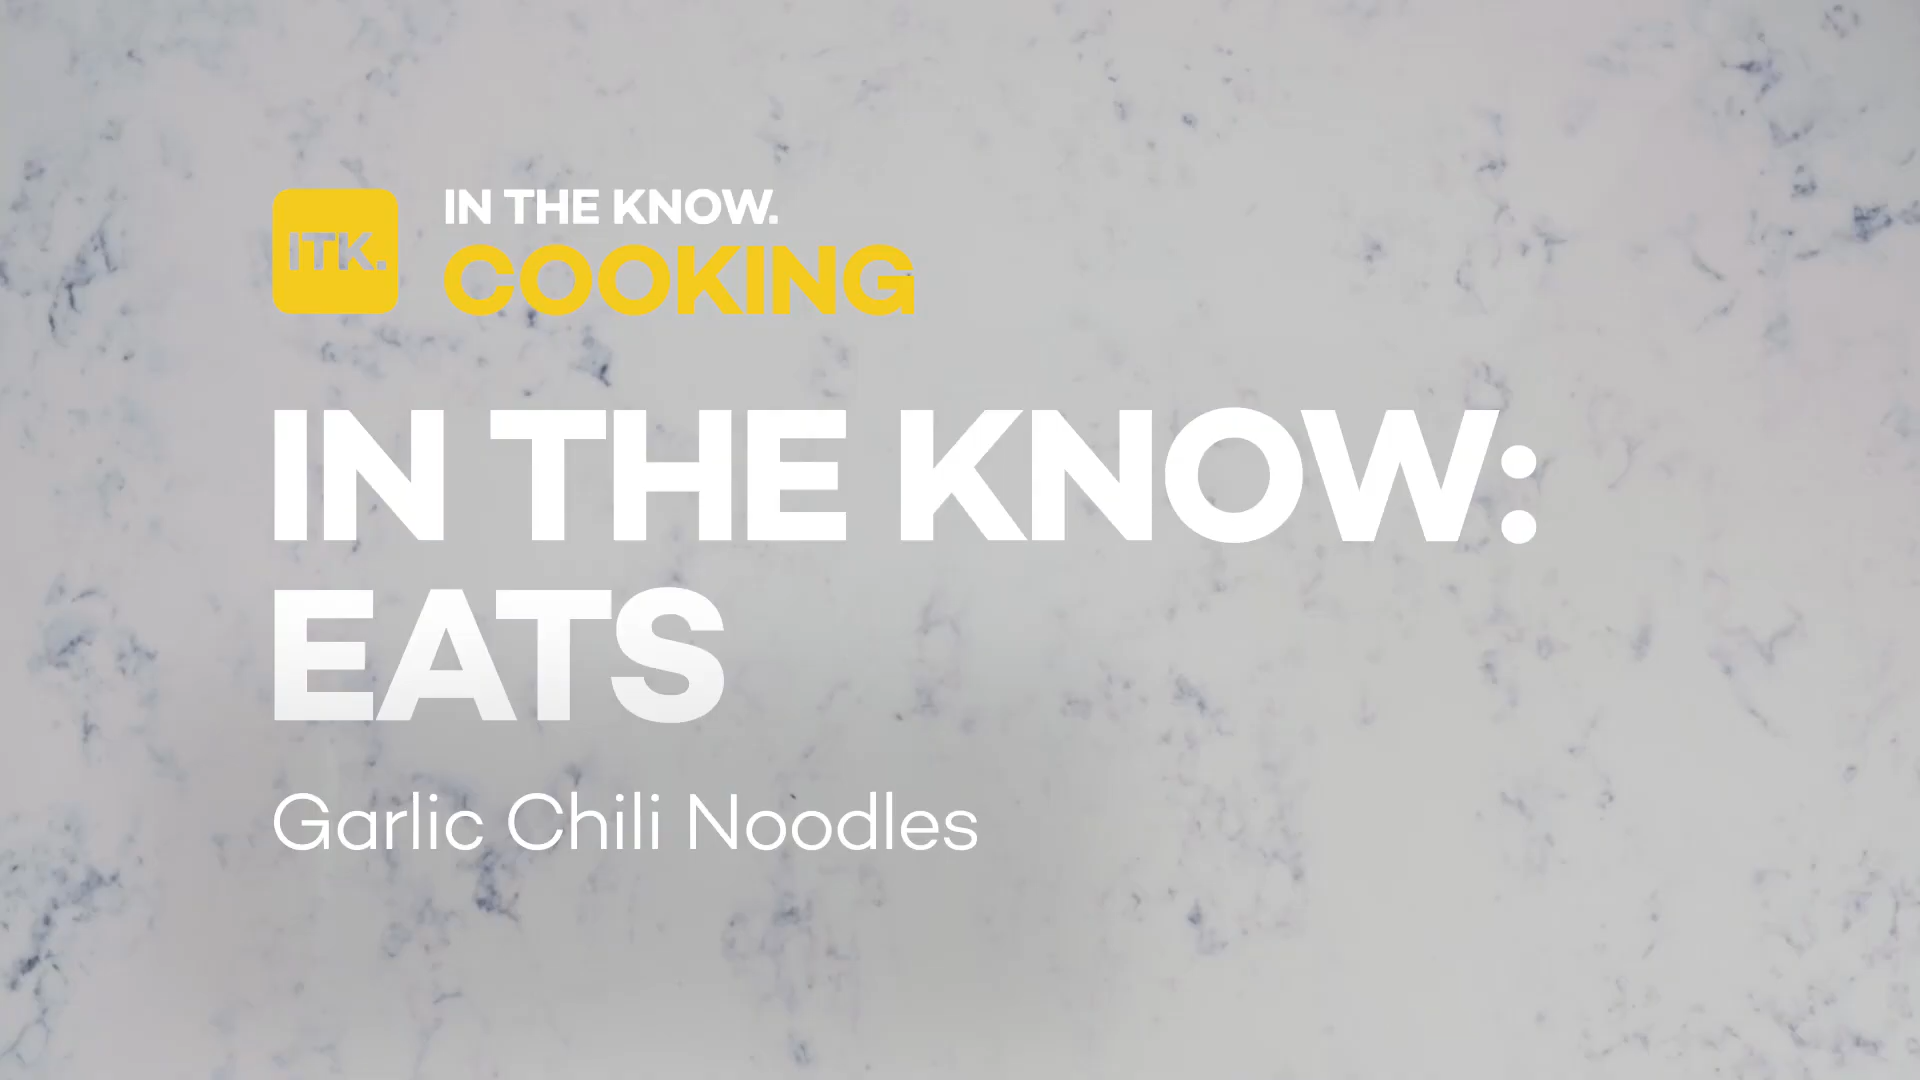 ITK.
IN THE KNOW.
COOKING
IN THE KNOW:
EATS
Garlic Chili Noodles